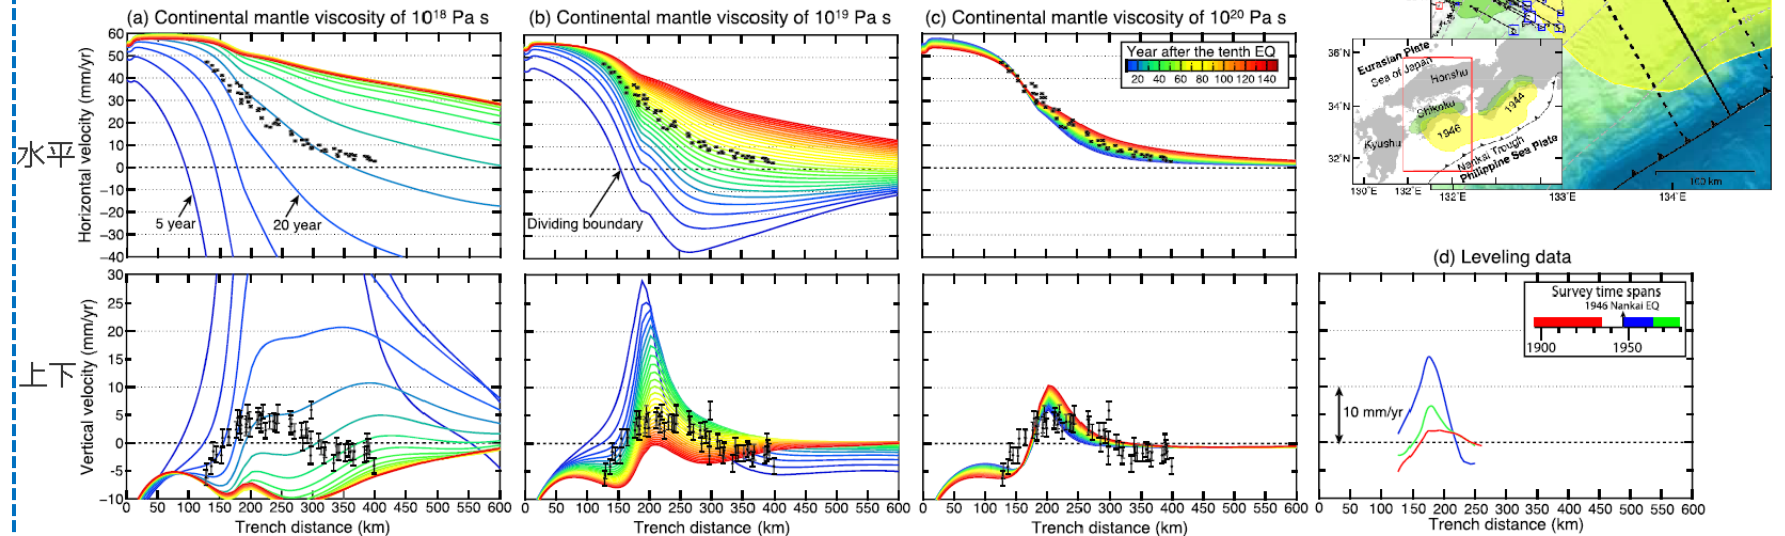 水平
上下
(a) Continental mantle viscosity of 10¹⁸ Pa s
Horizontal velocity (mm/yr)
60
50
40
30
20
10
0
−10
−20
−30
−40
5 year
20 year
Vertical velocity (mm/yr)
30
25
20
15
10
5
0
−5
−10
0 50 100 150 200 250 300 350 400 450 500 550 600
Trench distance (km)
(b) Continental mantle viscosity of 10¹⁹ Pa s
Dividing boundary
0 50 100 150 200 250 300 350 400 450 500 550 600
Trench distance (km)
(c) Continental mantle viscosity of 10²⁰ Pa s
Year after the tenth EQ
20 40 60 80 100 120 140
0 50 100 150 200 250 300 350 400 450 500 550 600
Trench distance (km)
36°N
34°N
32°N
130°E 132°E
Eurasian Plate
Sea of Japan
Honshu
Shikoku
1944
1946
Kyushu
Nankai Trough
Philippine Sea Plate
132°E
133°E
134°E
100 km
(d) Leveling data
Survey time spans
1946 Nankai EQ
1900 1950
10 mm/yr
0 50 100 150 200 250 300 350 400 450 500 550 600
Trench distance (km)